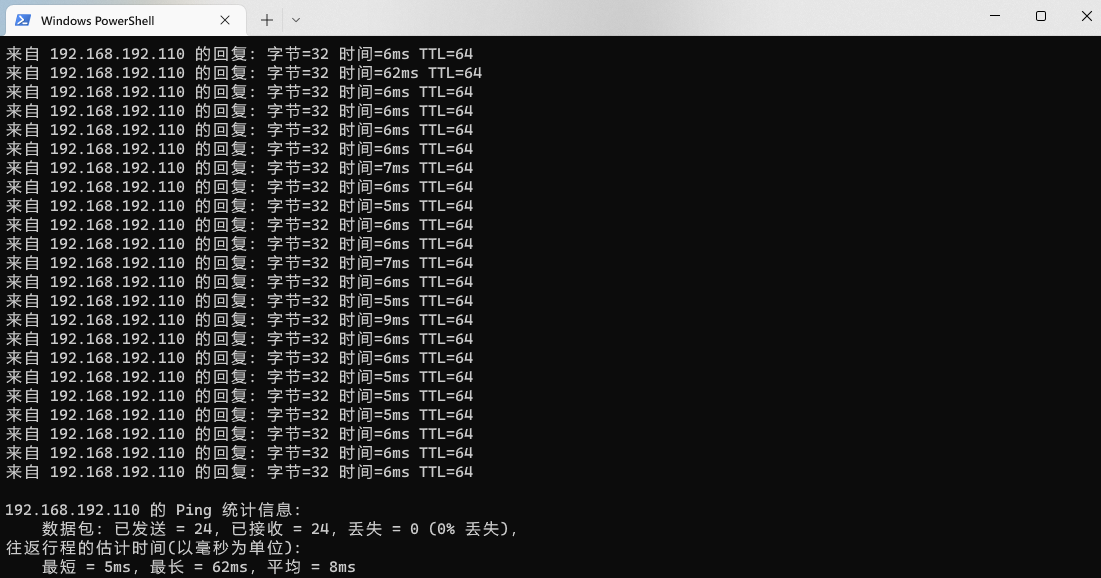 Windows PowerShell
来自 192.168.192.110 的回复: 字节=32 时间=6ms TTL=64
来自 192.168.192.110 的回复: 字节=32 时间=62ms TTL=64
来自 192.168.192.110 的回复: 字节=32 时间=6ms TTL=64
来自 192.168.192.110 的回复: 字节=32 时间=6ms TTL=64
来自 192.168.192.110 的回复: 字节=32 时间=6ms TTL=64
来自 192.168.192.110 的回复: 字节=32 时间=6ms TTL=64
来自 192.168.192.110 的回复: 字节=32 时间=7ms TTL=64
来自 192.168.192.110 的回复: 字节=32 时间=6ms TTL=64
来自 192.168.192.110 的回复: 字节=32 时间=5ms TTL=64
来自 192.168.192.110 的回复: 字节=32 时间=6ms TTL=64
来自 192.168.192.110 的回复: 字节=32 时间=6ms TTL=64
来自 192.168.192.110 的回复: 字节=32 时间=7ms TTL=64
来自 192.168.192.110 的回复: 字节=32 时间=6ms TTL=64
来自 192.168.192.110 的回复: 字节=32 时间=5ms TTL=64
来自 192.168.192.110 的回复: 字节=32 时间=9ms TTL=64
来自 192.168.192.110 的回复: 字节=32 时间=6ms TTL=64
来自 192.168.192.110 的回复: 字节=32 时间=6ms TTL=64
来自 192.168.192.110 的回复: 字节=32 时间=5ms TTL=64
来自 192.168.192.110 的回复: 字节=32 时间=5ms TTL=64
来自 192.168.192.110 的回复: 字节=32 时间=5ms TTL=64
来自 192.168.192.110 的回复: 字节=32 时间=6ms TTL=64
来自 192.168.192.110 的回复: 字节=32 时间=6ms TTL=64
来自 192.168.192.110 的回复: 字节=32 时间=6ms TTL=64
192.168.192.110 的 Ping 统计信息:
数据包: 已发送 = 24, 已接收 = 24, 丢失 = 0 (0% 丢失),
往返行程的估计时间(以毫秒为单位):
最短 = 5ms, 最长 = 62ms, 平均 = 8ms